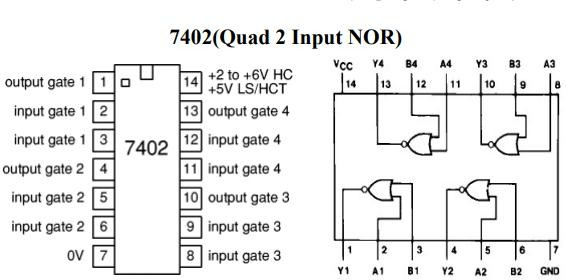 7402(Quad 2 Input NOR)
output gate 1 1 14 +2 to +6V HC
+5V LS/HCT
input gate 1 2 13 output gate 4
input gate 1 3 12 input gate 4
7402
output gate 2 4 11 input gate 4
input gate 2 5 10 output gate 3
input gate 2 6 9 input gate 3
0V 7 8 input gate 3
VCC Y4 B4 A4 Y3 B3 A3
14 13 12 11 10 9 8
1 2 3 4 5 6 7
Y1 A1 B1 Y2 A2 B2 GND